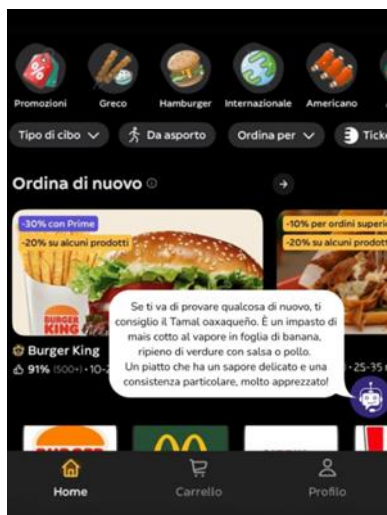 Promozioni
Greco
Hamburger
Internazionale
Americano
Tipo di cibo
Da asporto
Ordina per
Ticke
Ordina di nuovo
-30% con Prime
-20% su alcuni prodotti
-10% per ordini superio
-20% su alcuni prodott
BURGER
KING
Se ti va di provare qualcosa di nuovo, ti
consiglio il Tamal oaxaqueño. È un impasto di
mais cotto al vapore in foglia di banana,
ripieno di verdure con salsa o pollo.
Un piatto che ha un sapore delicato e una
consistenza particolare, molto apprezzato!
Burger King
91% (500+) • 10-2
• 25-35
Home
Carrello
Profilo